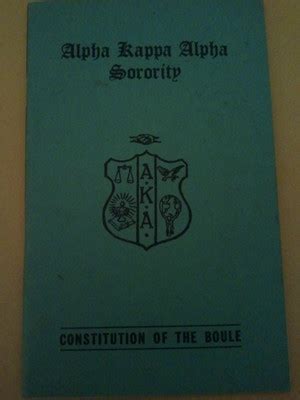 Alpha Kappa Alpha
Sorority
A·K·A·
CONSTITUTION OF THE BOULE